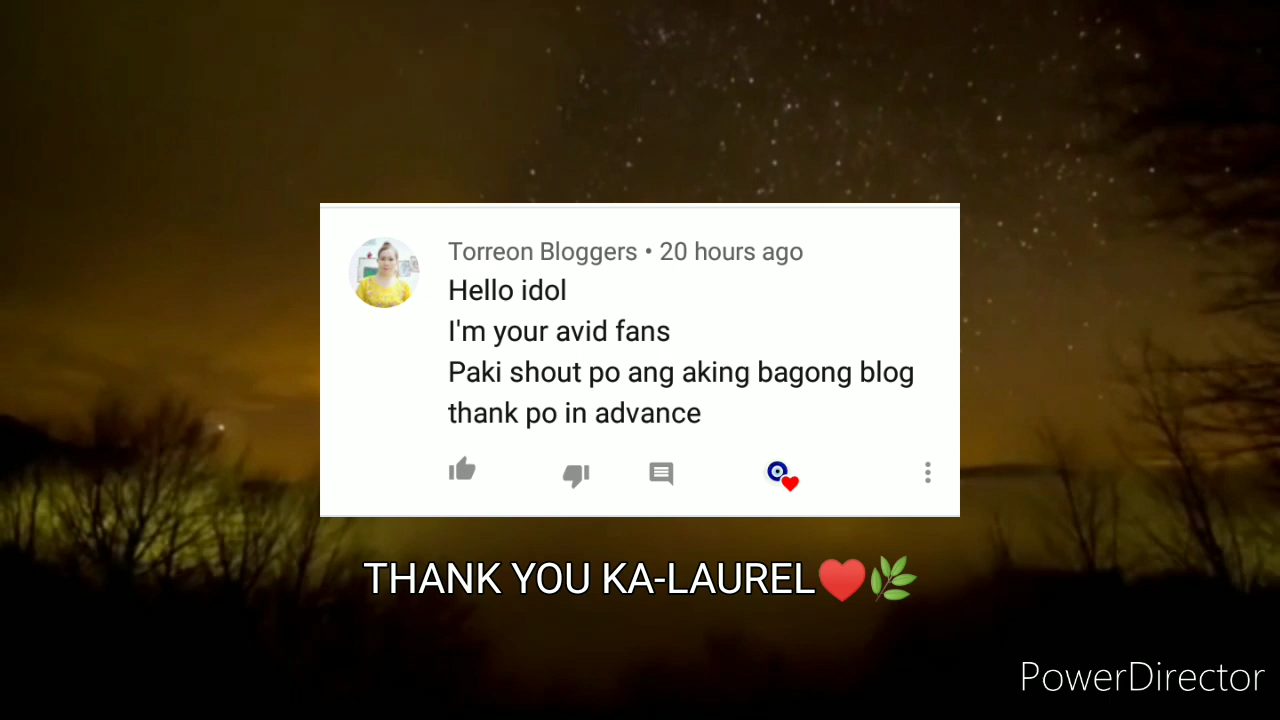 Torreon Bloggers • 20 hours ago
Hello idol
I'm your avid fans
Paki shout po ang aking bagong blog
thank po in advance
THANK YOU KA-LAUREL❤️🌿
PowerDirector